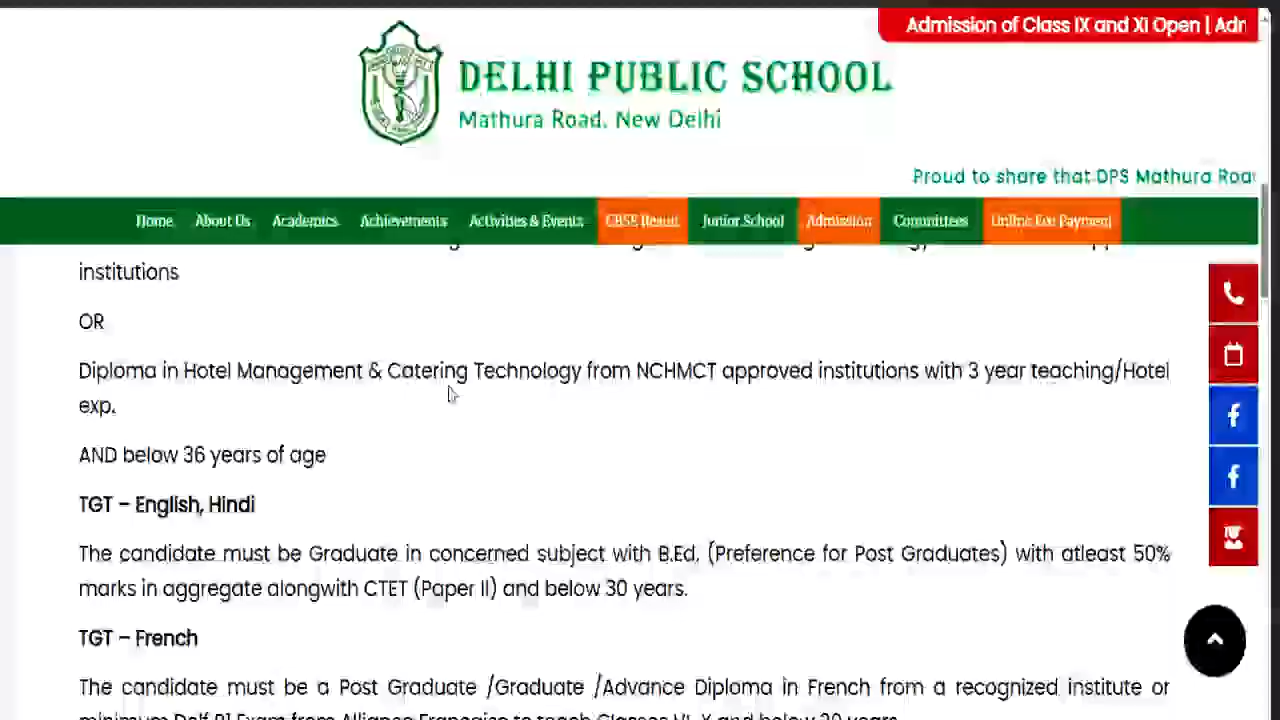 Admission of Class IX and XI Open | Adr
DELHI PUBLIC SCHOOL
Mathura Road, New Delhi
Proud to share that DPS Mathura Roa
Home About Us Academics Achievements Activities & Events CBSE Result Junior School Admission Committees Online Fee Payment
institutions
OR
Diploma in Hotel Management & Catering Technology from NCHMCT approved institutions with 3 year teaching/Hotel
exp.
AND below 36 years of age
TGT – English, Hindi
The candidate must be Graduate in concerned subject with B.Ed, (Preference for Post Graduates) with atleast 50%
marks in aggregate alongwith CTET (Paper II) and below 30 years.
TGT – French
The candidate must be a Post Graduate /Graduate /Advance Diploma in French from a recognized institute or